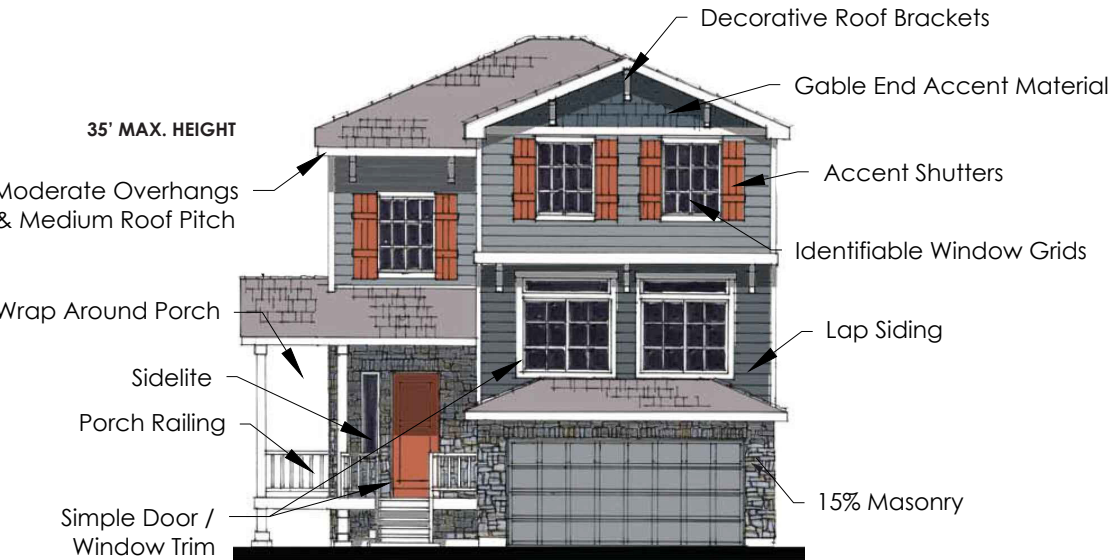 Decorative Roof Brackets
Gable End Accent Material
35' MAX. HEIGHT
Moderate Overhangs
& Medium Roof Pitch
Accent Shutters
Identifiable Window Grids
Wrap Around Porch
Lap Siding
Sidelite
Porch Railing
15% Masonry
Simple Door /
Window Trim